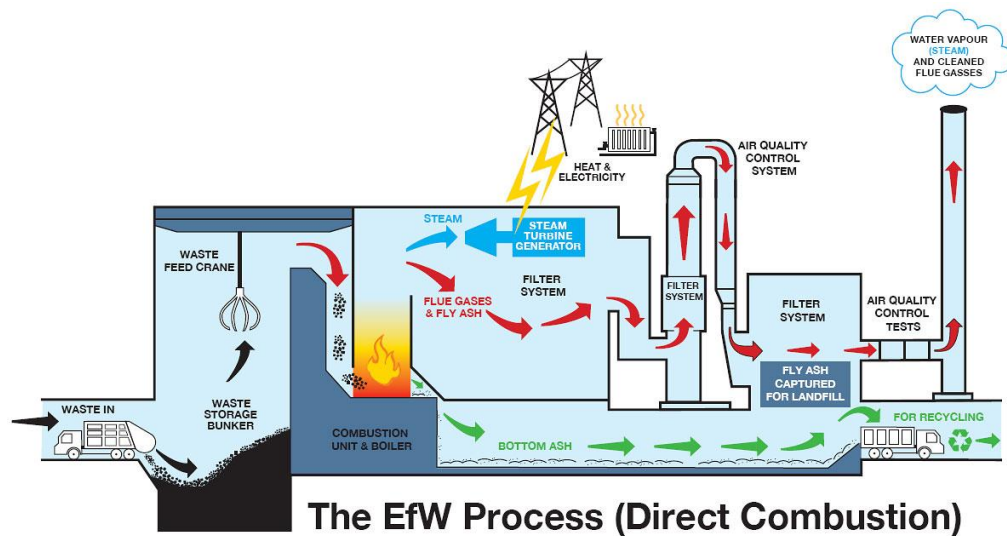 WATER VAPOUR
(STEAM)
AND CLEANED
FLUE GASSES
AIR QUALITY
CONTROL
SYSTEM
HEAT &
ELECTRICITY
STEAM
STEAM
TURBINE
GENERATOR
WASTE
FEED CRANE
FILTER
SYSTEM
FLUE GASES
& FLY ASH
FILTER
SYSTEM
FILTER
SYSTEM
AIR QUALITY
CONTROL
TESTS
FLY ASH
CAPTURED
FOR LANDFILL
WASTE IN
WASTE
STORAGE
BUNKER
COMBUSTION
UNIT & BOILER
BOTTOM ASH
FOR RECYCLING
The EfW Process (Direct Combustion)